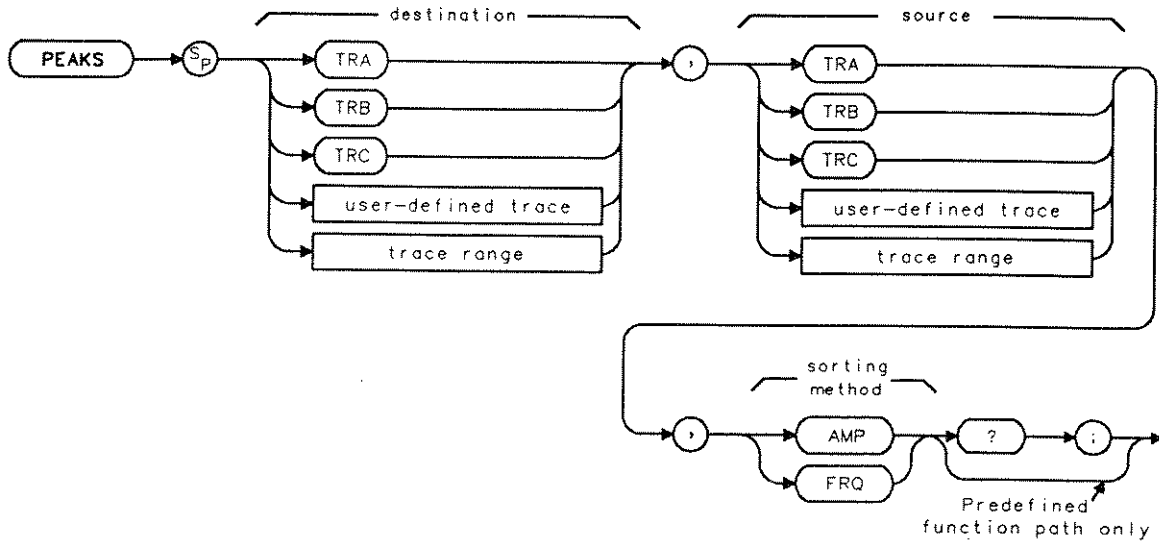 destination
source
PEAKS
SP
TRA
,
TRA
TRB
TRB
TRC
TRC
user-defined trace
user-defined trace
trace range
trace range
sorting
method
,
AMP
?
;
FRQ
Predefined
function path only